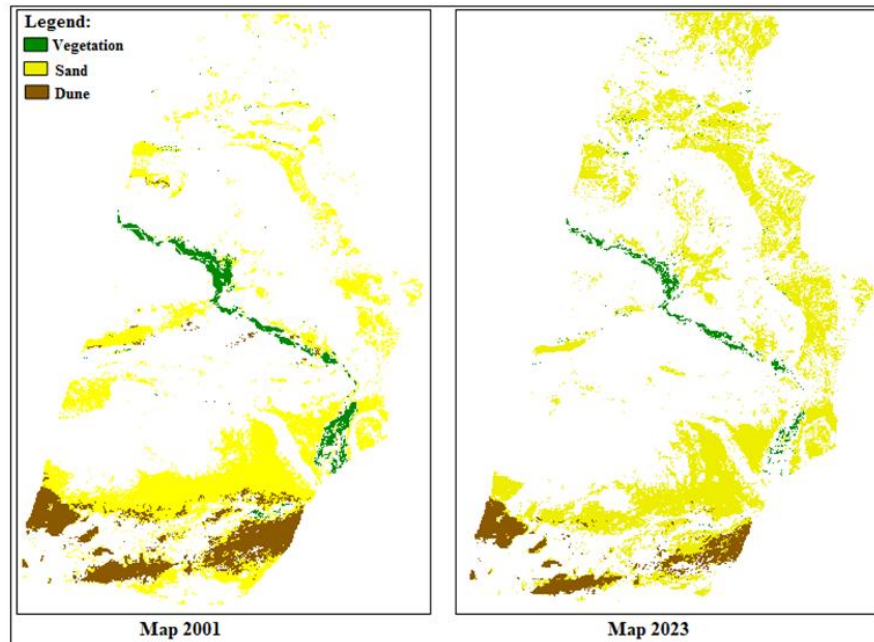 Legend:
Vegetation
Sand
Dune
Map 2001
Map 2023